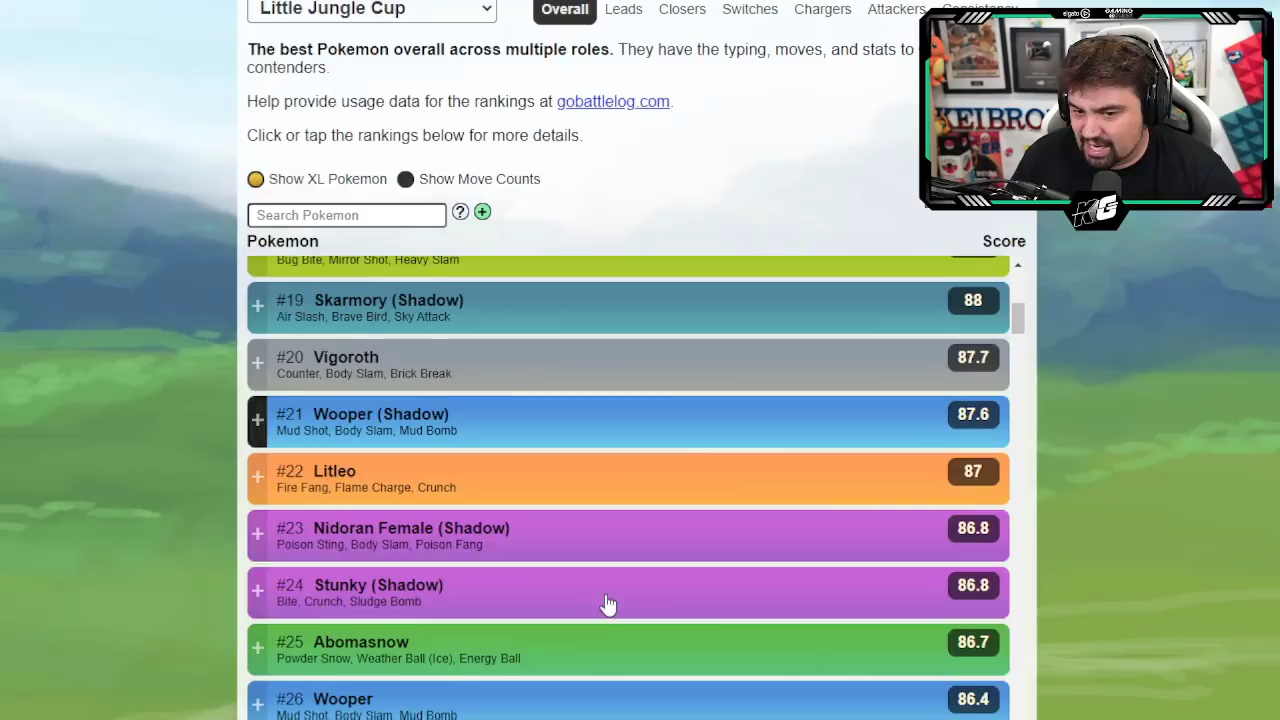 Little Jungle Cup
Overall Leads Closers Switches Chargers Attackers Consistency
The best Pokemon overall across multiple roles. They have the typing, moves, and stats to
contenders.
Help provide usage data for the rankings at gobattlelog.com.
Click or tap the rankings below for more details.
Show XL Pokemon Show Move Counts
Search Pokemon ? +
Pokemon Score
Bug Bite, Mirror Shot, Heavy Slam
+ #19 Skarmory (Shadow) 88
Air Slash, Brave Bird, Sky Attack
+ #20 Vigoroth 87.7
Counter, Body Slam, Brick Break
+ #21 Wooper (Shadow) 87.6
Mud Shot, Body Slam, Mud Bomb
+ #22 Litleo 87
Fire Fang, Flame Charge, Crunch
+ #23 Nidoran Female (Shadow) 86.8
Poison Sting, Body Slam, Poison Fang
+ #24 Stunky (Shadow) 86.8
Bite, Crunch, Sludge Bomb
+ #25 Abomasnow 86.7
Powder Snow, Weather Ball (Ice), Energy Ball
+ #26 Wooper 86.4
Mud Shot, Body Slam, Mud Bomb
elgato GAMING
KEIBRO
KG